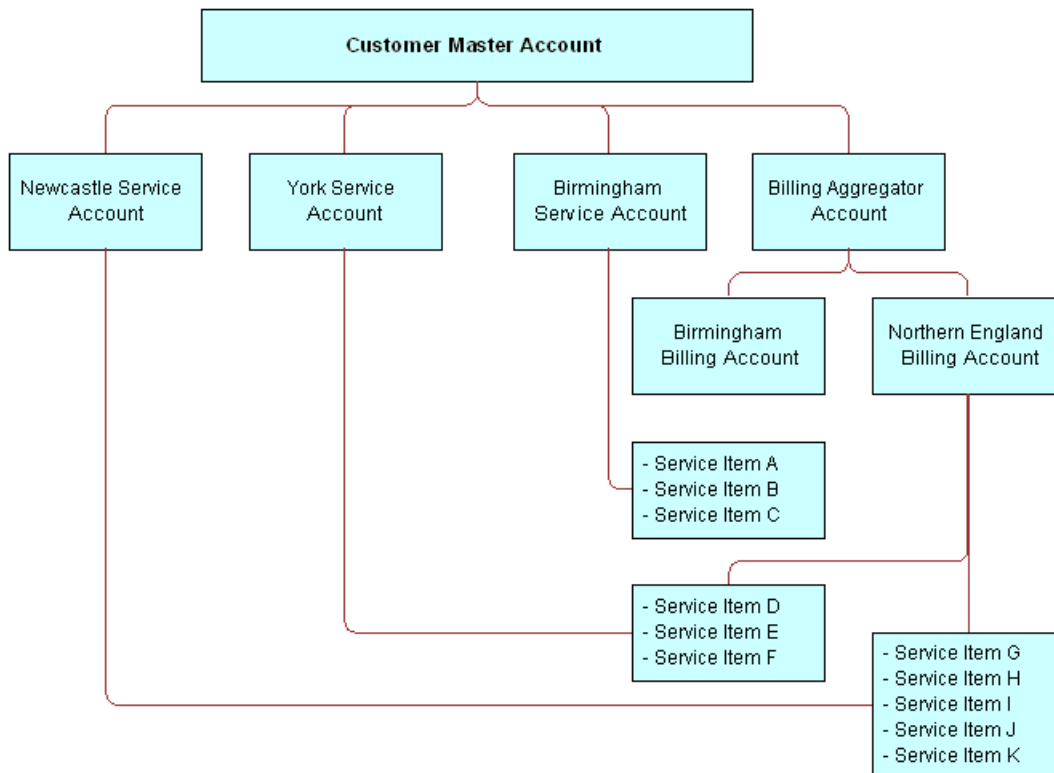 Customer Master Account
Newcastle Service
Account
York Service
Account
Birmingham
Service Account
Billing Aggregator
Account
Birmingham
Billing Account
Northern England
Billing Account
- Service Item A
- Service Item B
- Service Item C
- Service Item D
- Service Item E
- Service Item F
- Service Item G
- Service Item H
- Service Item I
- Service Item J
- Service Item K